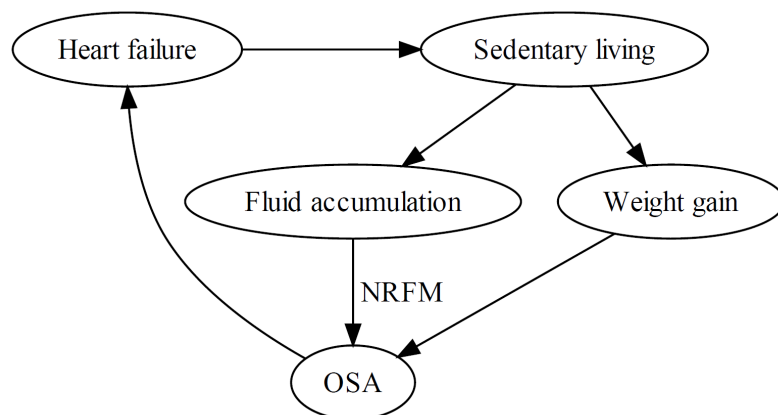 Heart failure
Sedentary living
Fluid accumulation
Weight gain
NRFM
OSA